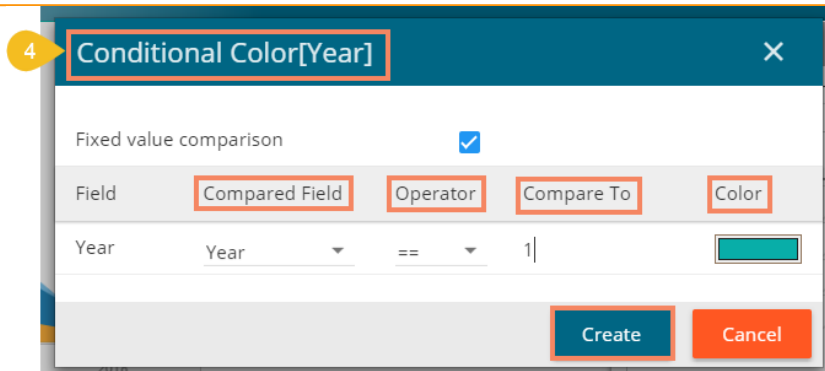 4
Conditional Color[Year]
Fixed value comparison
Field Compared Field Operator Compare To Color
Year Year == 1
Create Cancel